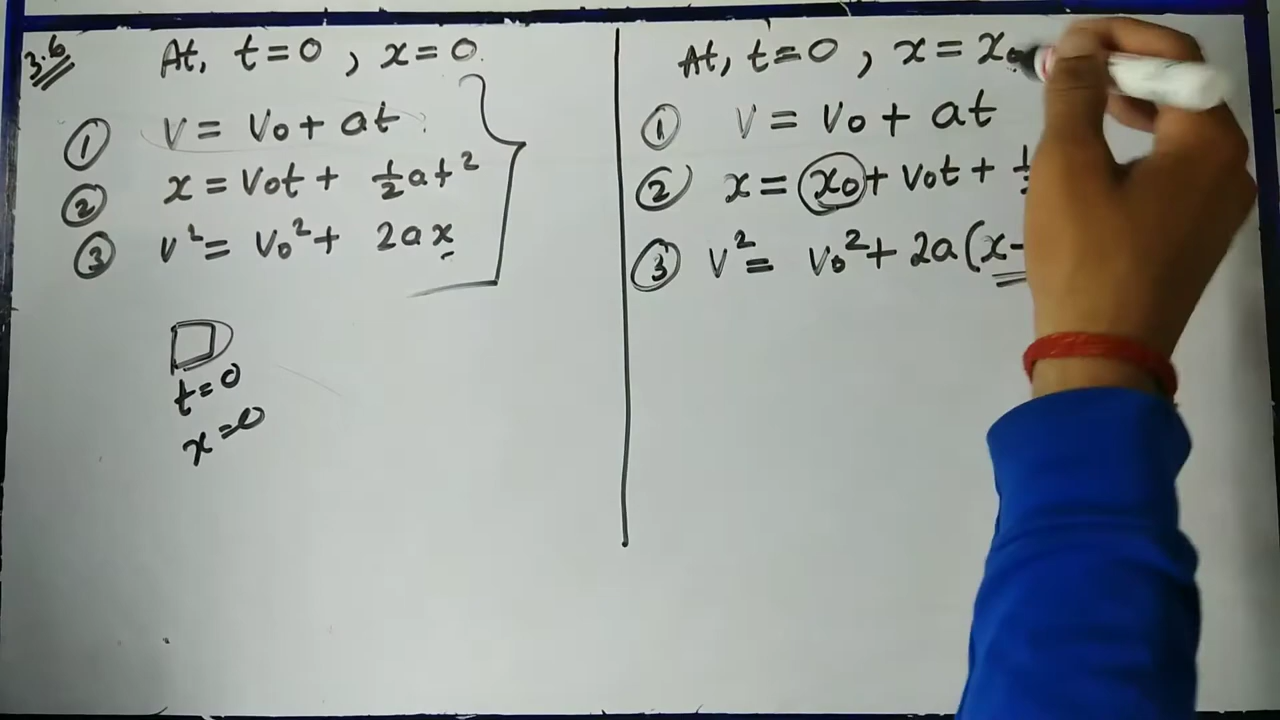 3.6
At, t=0, x=0.
① v = v₀ + at
② x = v₀t + ½at²
③ v² = v₀² + 2ax
t=0
x=0
At, t=0, x = x₀
① v = v₀ + at
② x = x₀ + v₀t +
③ v² = v₀² + 2a(x-